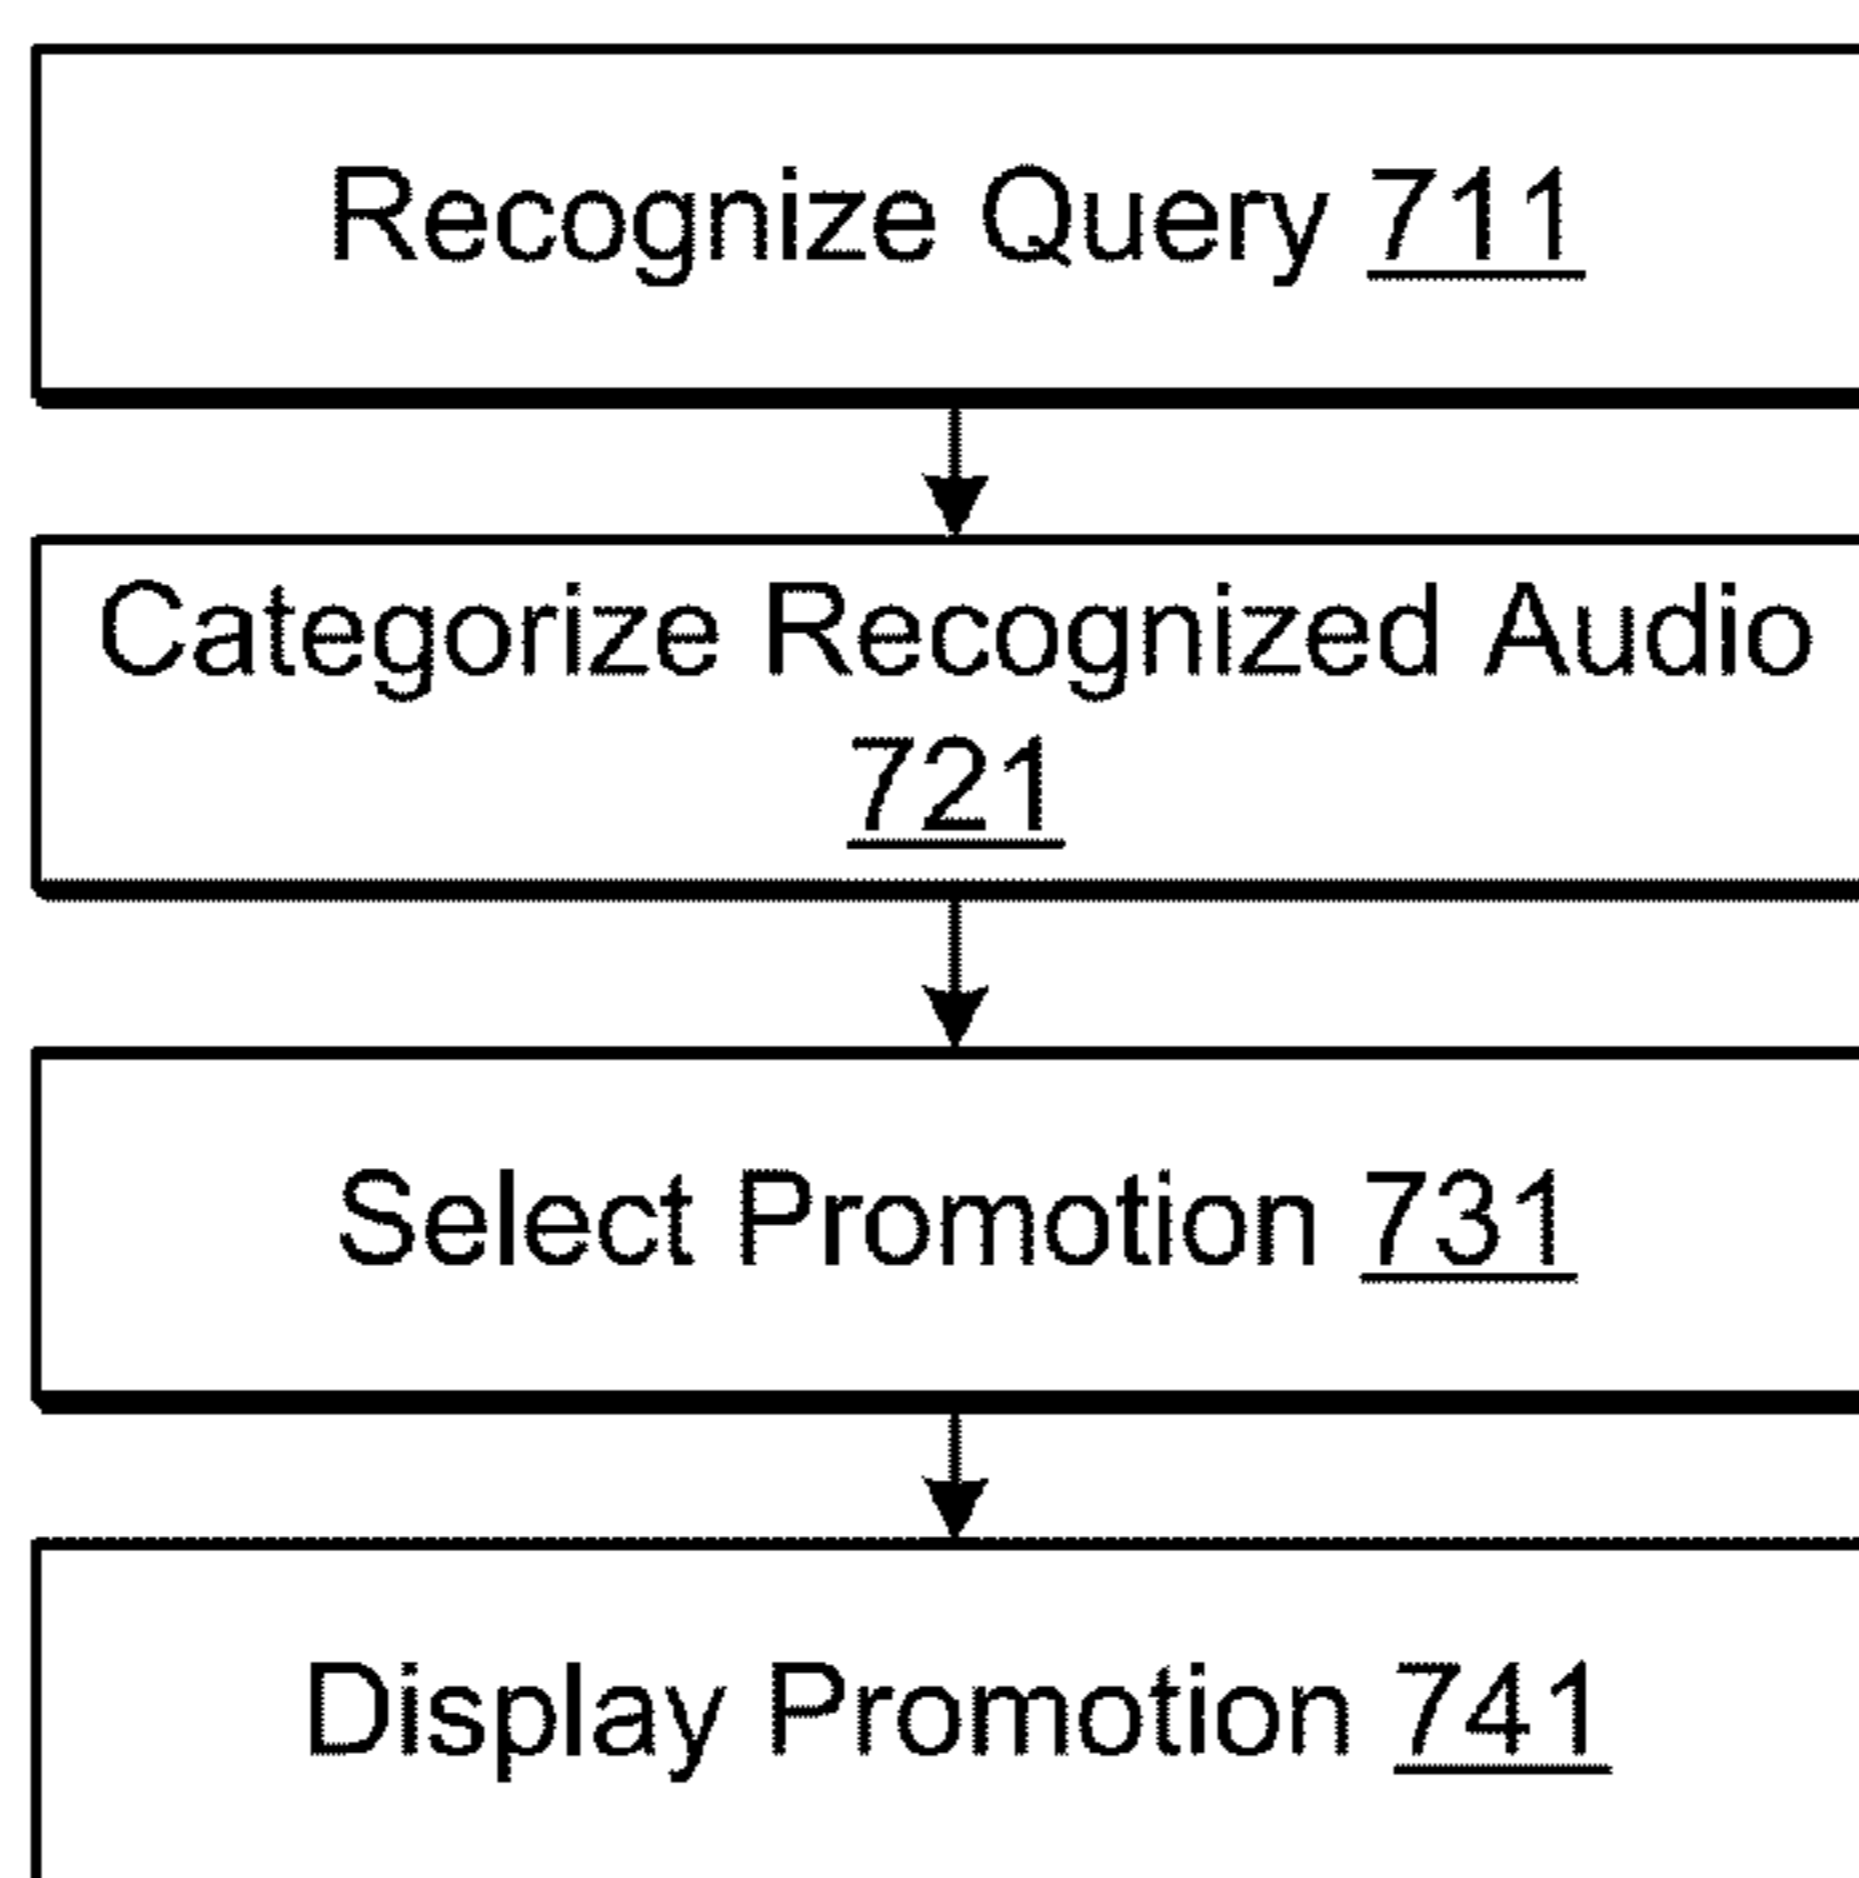 Recognize Query 711
Categorize Recognized Audio
721
Select Promotion 731
Display Promotion 741